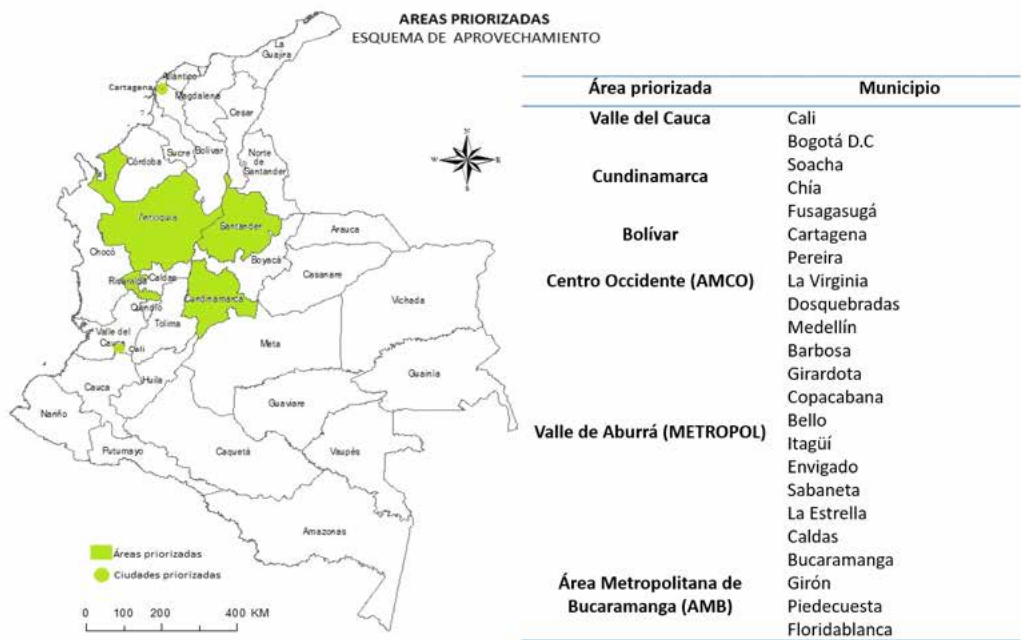 AREAS PRIORIZADAS
ESQUEMA DE APROVECHAMIENTO
La Guajira
Atlántico
Cartagena
Magdalena
Cesar
Córdoba
Sucre
Bolívar
Norte de Santander
N
W
E
S
Antioquia
Santander
Arauca
Chocó
Boyacá
Casanare
Risaralda
Caldas
Cundinamarca
Vichada
Quindío
Tolima
Valle del Cauca
Cali
Meta
Guainía
Cauca
Huila
Guaviare
Nariño
Putumayo
Caquetá
Vaupés
Amazonas
Áreas priorizadas
Ciudades priorizadas
0 100 200 400 KM
Área priorizada Municipio
Valle del Cauca Cali
Bogotá D.C
Soacha
Cundinamarca
Chía
Fusagasugá
Bolívar Cartagena
Pereira
Centro Occidente (AMCO) La Virginia
Dosquebradas
Medellín
Barbosa
Girardota
Copacabana
Bello
Valle de Aburrá (METROPOL)
Itagüí
Envigado
Sabaneta
La Estrella
Caldas
Bucaramanga
Área Metropolitana de Girón
Bucaramanga (AMB) Piedecuesta
Floridablanca